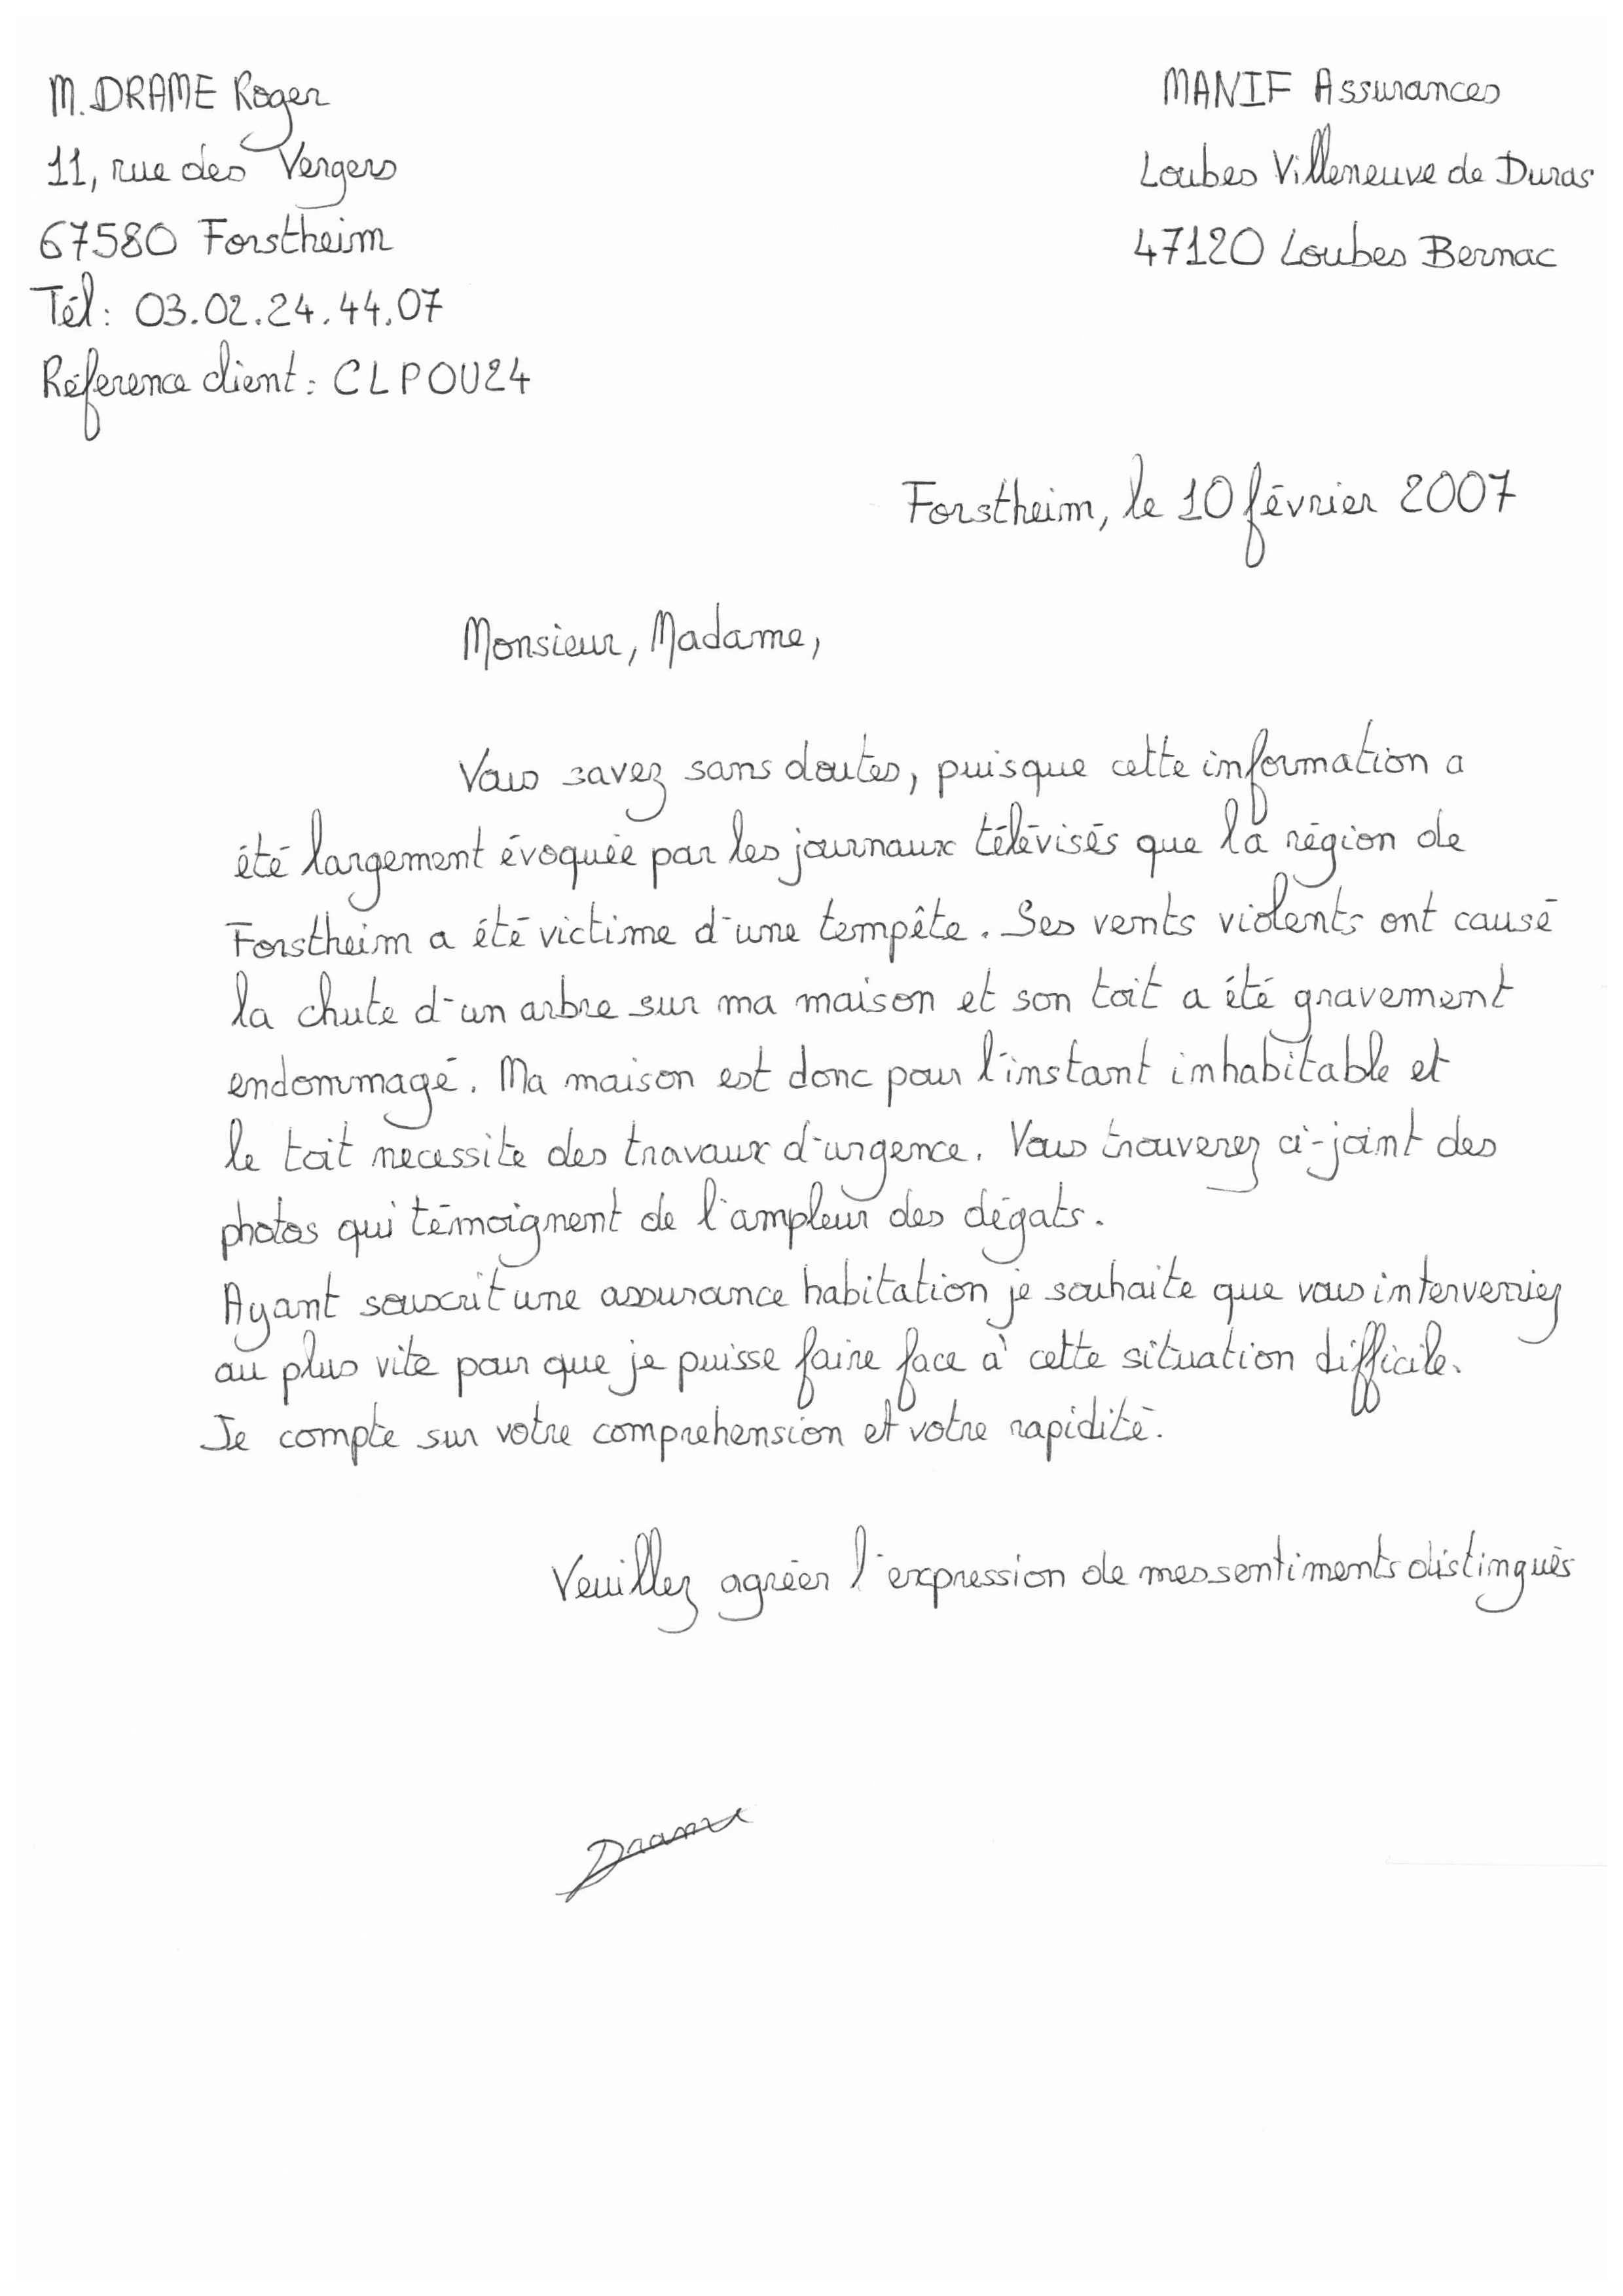 M. DRAME Roger
11, rue des Vergers
67580 Forstheim
Tél: 03.02.24.44.07
Réference client: CLPOU24
MANIF Assurances
Loubes Villeneuve de Duras
47120 Loubes Bernac
Forstheim, le 10 février 2007
Monsieur, Madame,
Vous savez sans doutes, puisque cette information a
été largement évoquée par les journaux télévisés que la région de
Forstheim a été victime d'une tempête. Ses vents violents ont causé
la chute d'un arbre sur ma maison et son toit a été gravement
endommagé. Ma maison est donc pour l'instant inhabitable et
le toit necessite des travaux d'urgence. Vous trouverez ci-joint des
photos qui témoignent de l'ampleur des dégats.
Ayant souscrit une assurance habitation je souhaite que vous interveniez
au plus vite pour que je puisse faire face à cette situation difficile.
Je compte sur votre comprehension et votre rapidité.
Veuillez agréer l'expression de mes sentiments distingués
Drame